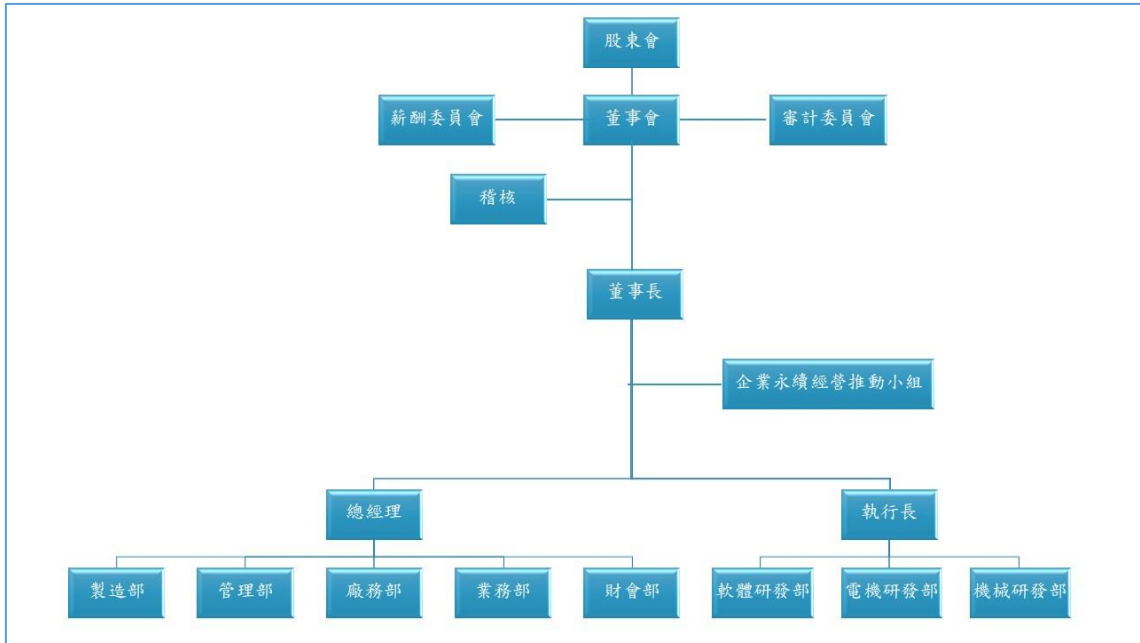 股東會
薪酬委員會
董事會
審計委員會
稽核
董事長
企業永續經營推動小組
總經理
執行長
製造部
管理部
廠務部
業務部
財會部
軟體研發部
電機研發部
機械研發部